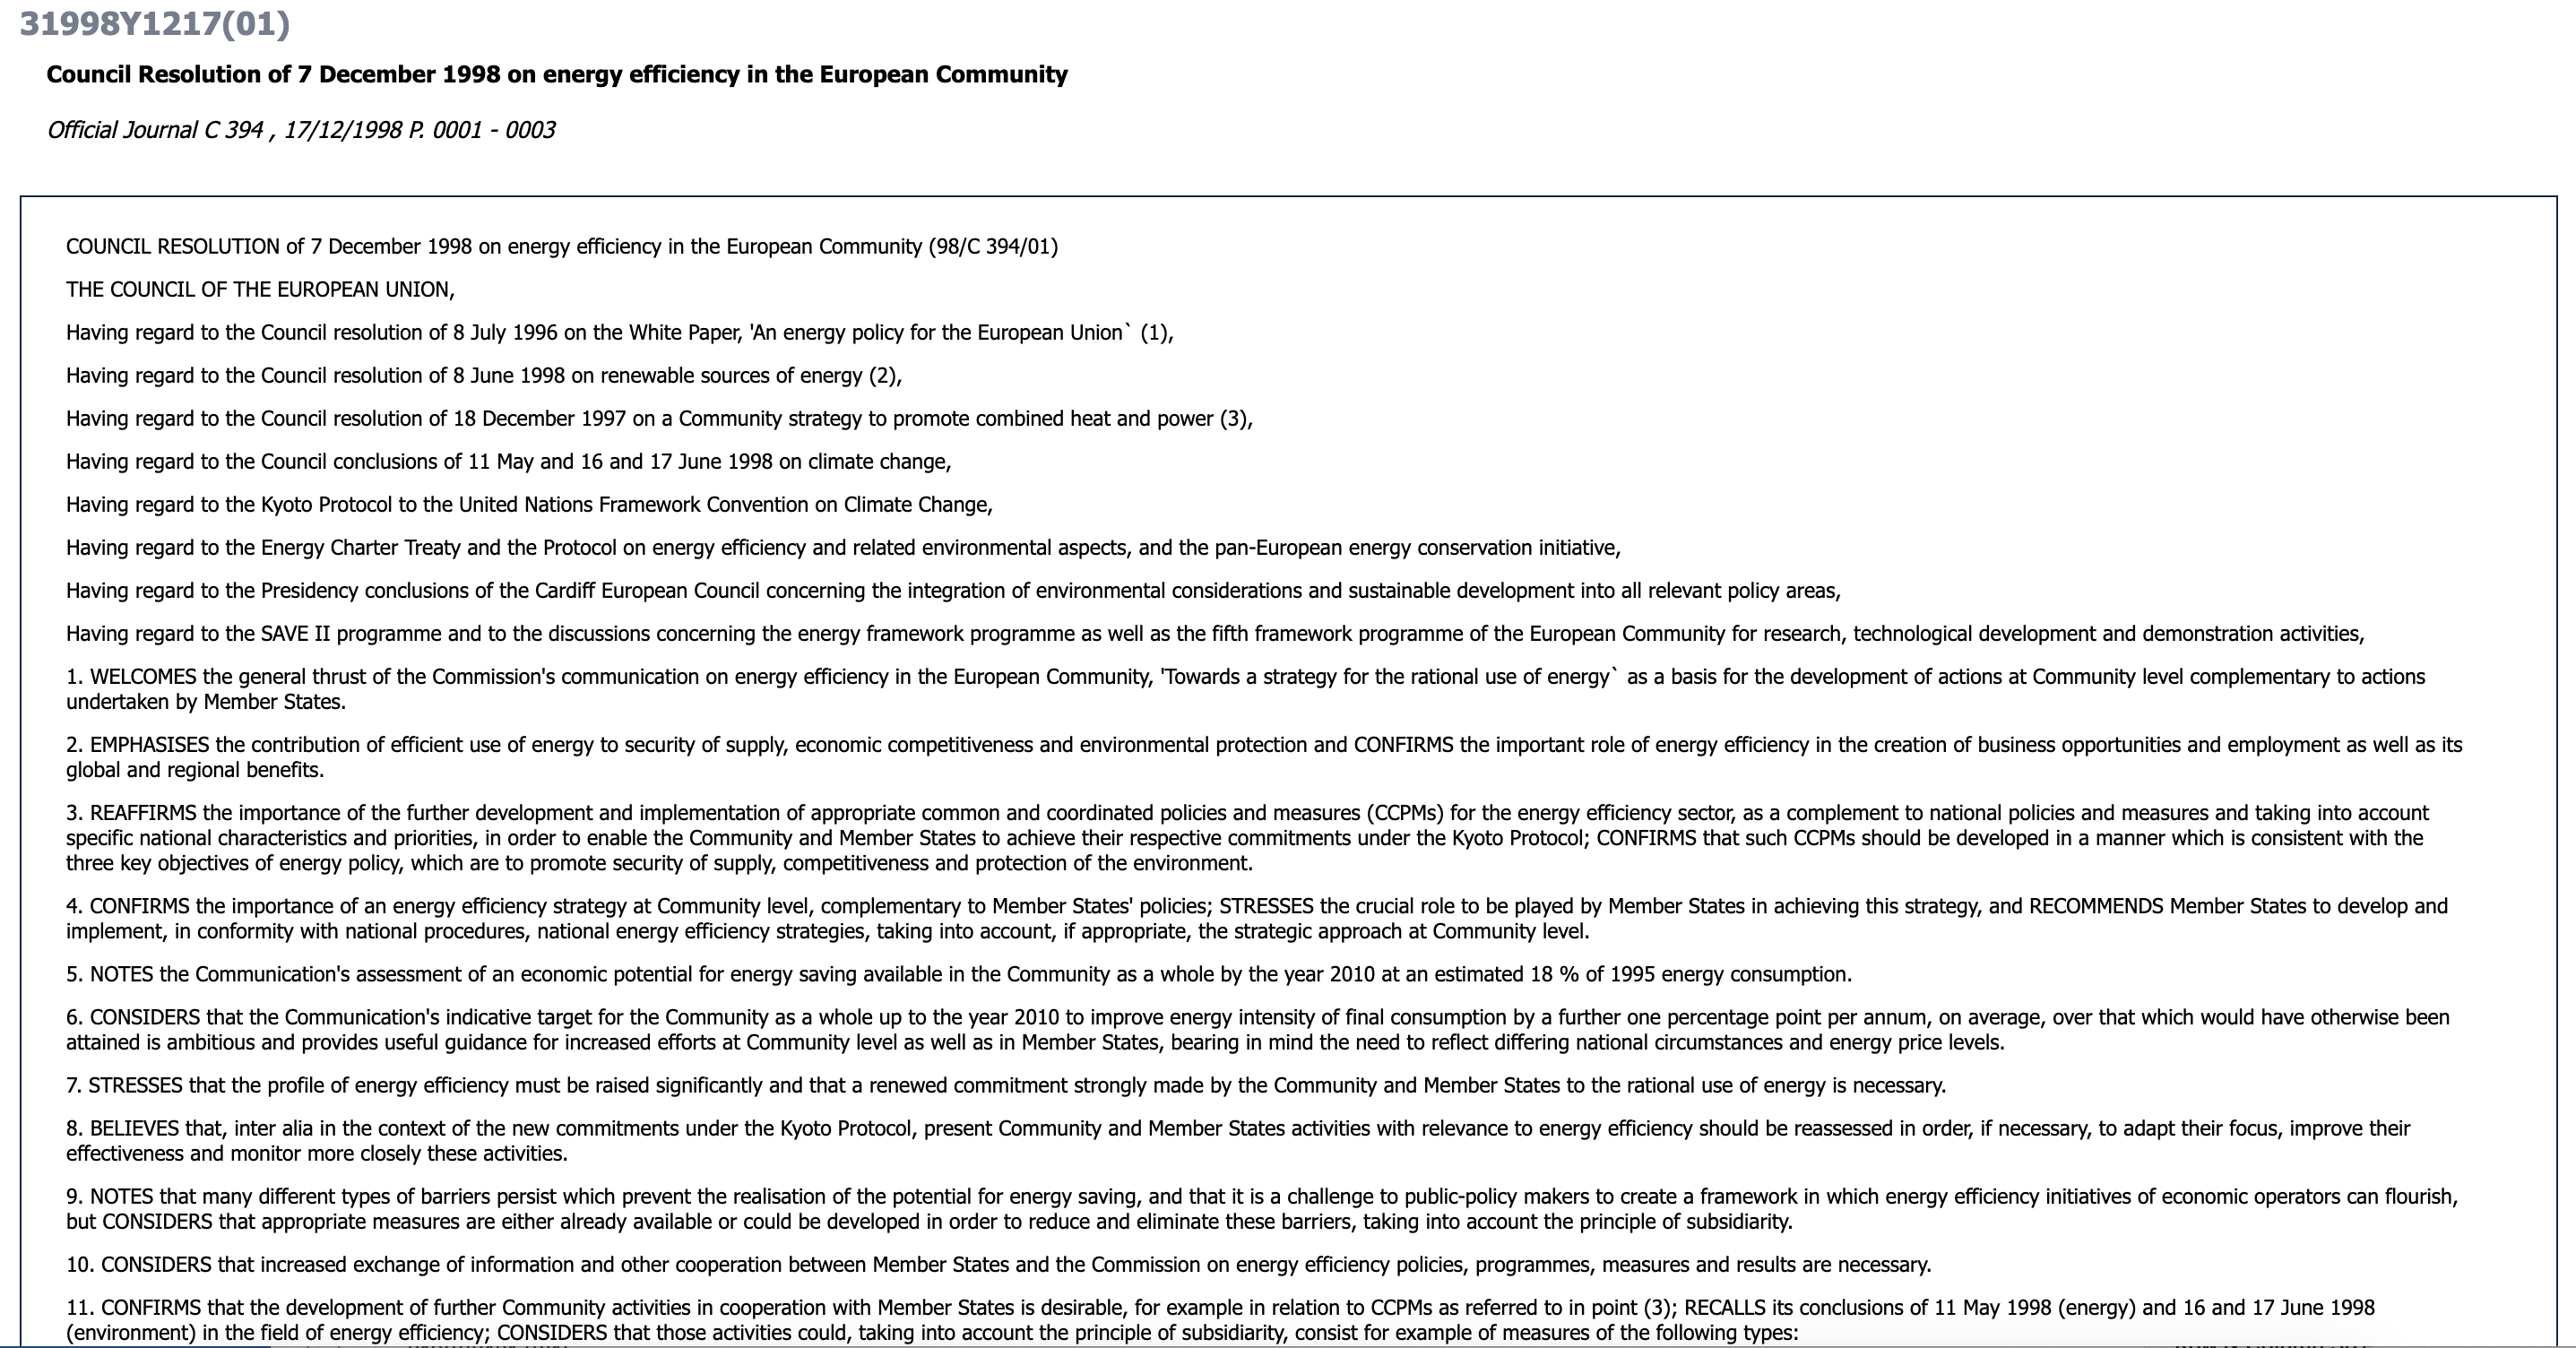 31998Y1217(01)
Council Resolution of 7 December 1998 on energy efficiency in the European Community
Official Journal C 394 , 17/12/1998 P. 0001 - 0003
COUNCIL RESOLUTION of 7 December 1998 on energy efficiency in the European Community (98/C 394/01)
THE COUNCIL OF THE EUROPEAN UNION,
Having regard to the Council resolution of 8 July 1996 on the White Paper, 'An energy policy for the European Union` (1),
Having regard to the Council resolution of 8 June 1998 on renewable sources of energy (2),
Having regard to the Council resolution of 18 December 1997 on a Community strategy to promote combined heat and power (3),
Having regard to the Council conclusions of 11 May and 16 and 17 June 1998 on climate change,
Having regard to the Kyoto Protocol to the United Nations Framework Convention on Climate Change,
Having regard to the Energy Charter Treaty and the Protocol on energy efficiency and related environmental aspects, and the pan-European energy conservation initiative,
Having regard to the Presidency conclusions of the Cardiff European Council concerning the integration of environmental considerations and sustainable development into all relevant policy areas,
Having regard to the SAVE II programme and to the discussions concerning the energy framework programme as well as the fifth framework programme of the European Community for research, technological development and demonstration activities,
1. WELCOMES the general thrust of the Commission's communication on energy efficiency in the European Community, 'Towards a strategy for the rational use of energy` as a basis for the development of actions at Community level complementary to actions
undertaken by Member States.
2. EMPHASISES the contribution of efficient use of energy to security of supply, economic competitiveness and environmental protection and CONFIRMS the important role of energy efficiency in the creation of business opportunities and employment as well as its
global and regional benefits.
3. REAFFIRMS the importance of the further development and implementation of appropriate common and coordinated policies and measures (CCPMs) for the energy efficiency sector, as a complement to national policies and measures and taking into account
specific national characteristics and priorities, in order to enable the Community and Member States to achieve their respective commitments under the Kyoto Protocol; CONFIRMS that such CCPMs should be developed in a manner which is consistent with the
three key objectives of energy policy, which are to promote security of supply, competitiveness and protection of the environment.
4. CONFIRMS the importance of an energy efficiency strategy at Community level, complementary to Member States' policies; STRESSES the crucial role to be played by Member States in achieving this strategy, and RECOMMENDS Member States to develop and
implement, in conformity with national procedures, national energy efficiency strategies, taking into account, if appropriate, the strategic approach at Community level.
5. NOTES the Communication's assessment of an economic potential for energy saving available in the Community as a whole by the year 2010 at an estimated 18 % of 1995 energy consumption.
6. CONSIDERS that the Communication's indicative target for the Community as a whole up to the year 2010 to improve energy intensity of final consumption by a further one percentage point per annum, on average, over that which would have otherwise been
attained is ambitious and provides useful guidance for increased efforts at Community level as well as in Member States, bearing in mind the need to reflect differing national circumstances and energy price levels.
7. STRESSES that the profile of energy efficiency must be raised significantly and that a renewed commitment strongly made by the Community and Member States to the rational use of energy is necessary.
8. BELIEVES that, inter alia in the context of the new commitments under the Kyoto Protocol, present Community and Member States activities with relevance to energy efficiency should be reassessed in order, if necessary, to adapt their focus, improve their
effectiveness and monitor more closely these activities.
9. NOTES that many different types of barriers persist which prevent the realisation of the potential for energy saving, and that it is a challenge to public-policy makers to create a framework in which energy efficiency initiatives of economic operators can flourish,
but CONSIDERS that appropriate measures are either already available or could be developed in order to reduce and eliminate these barriers, taking into account the principle of subsidiarity.
10. CONSIDERS that increased exchange of information and other cooperation between Member States and the Commission on energy efficiency policies, programmes, measures and results are necessary.
11. CONFIRMS that the development of further Community activities in cooperation with Member States is desirable, for example in relation to CCPMs as referred to in point (3); RECALLS its conclusions of 11 May 1998 (energy) and 16 and 17 June 1998
(environment) in the field of energy efficiency; CONSIDERS that those activities could, taking into account the principle of subsidiarity, consist for example of measures of the following types: